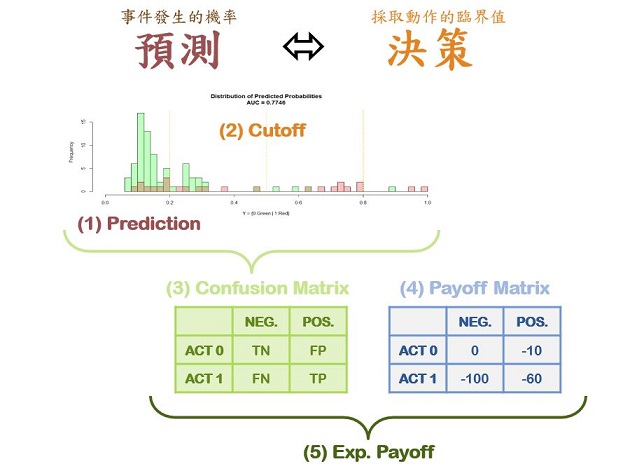 事件發生的機率
採取動作的臨界值
預測
決策
Distribution of Predicted Probabilities
AUC = 0.7746
(2) Cutoff
Frequency
15
10
5
0
0.0 0.2 0.4 0.6 0.8 1.0
Y = (0 Green | 1 Red)
(1) Prediction
(3) Confusion Matrix
NEG. POS.
ACT 0 TN FP
ACT 1 FN TP
(4) Payoff Matrix
NEG. POS.
ACT 0 0 -10
ACT 1 -100 -60
(5) Exp. Payoff